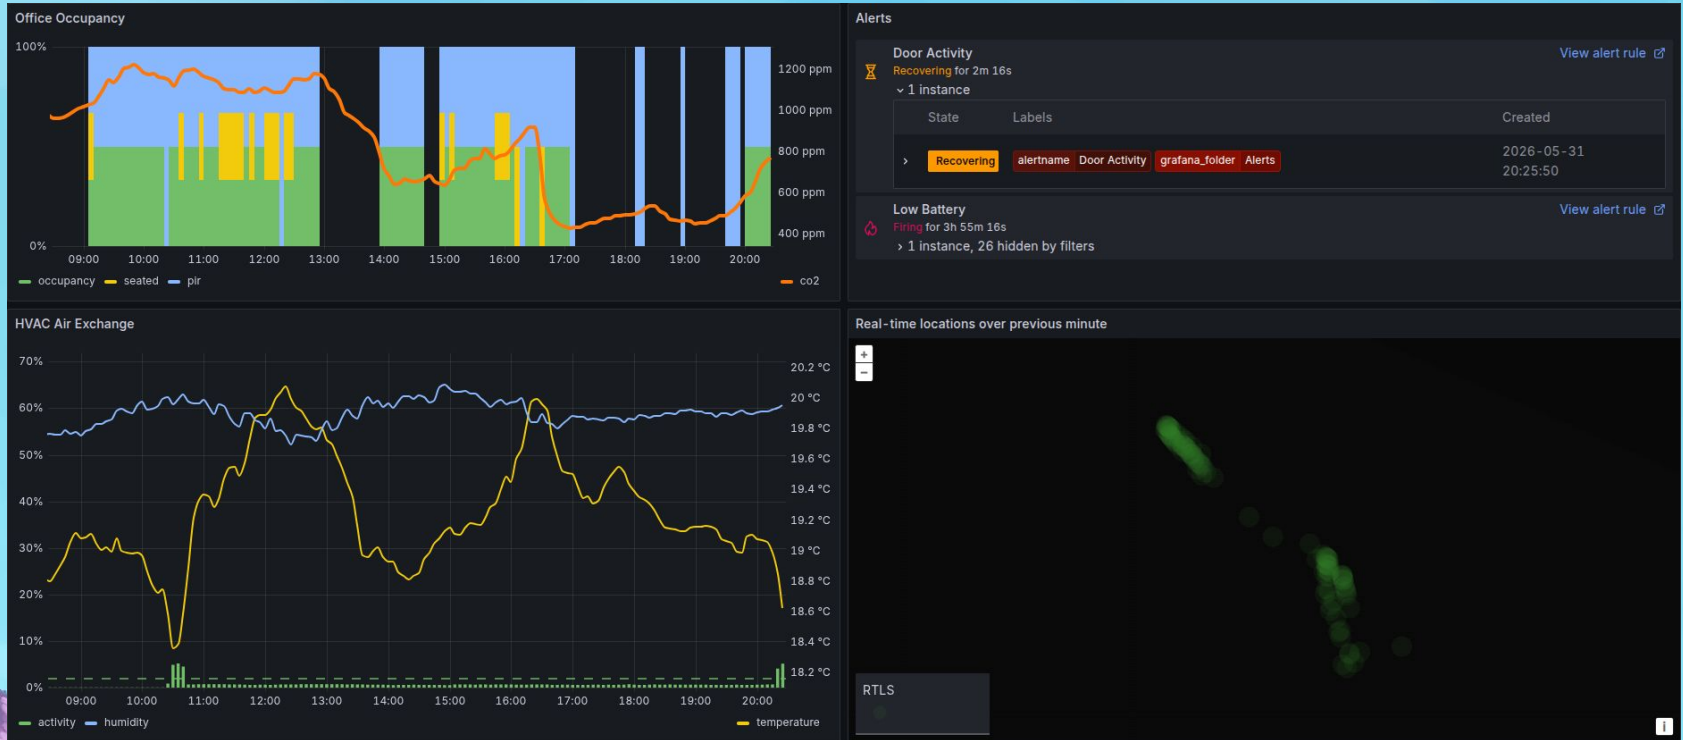 Office Occupancy
100%
0%
1200 ppm
1000 ppm
800 ppm
600 ppm
400 ppm
09:00 10:00 11:00 12:00 13:00 14:00 15:00 16:00 17:00 18:00 19:00 20:00
occupancy seated pir co2
Alerts
Door Activity View alert rule
Recovering for 2m 16s
1 instance
State Labels Created
Recovering alertname Door Activity grafana_folder Alerts 2026-05-31
20:25:50
Low Battery View alert rule
Firing for 3h 55m 16s
1 instance, 26 hidden by filters
HVAC Air Exchange
70%
60%
50%
40%
30%
20%
10%
0%
20.2 °C
20 °C
19.8 °C
19.6 °C
19.4 °C
19.2 °C
19 °C
18.8 °C
18.6 °C
18.4 °C
18.2 °C
09:00 10:00 11:00 12:00 13:00 14:00 15:00 16:00 17:00 18:00 19:00 20:00
activity humidity temperature
Real-time locations over previous minute
+
−
RTLS
i